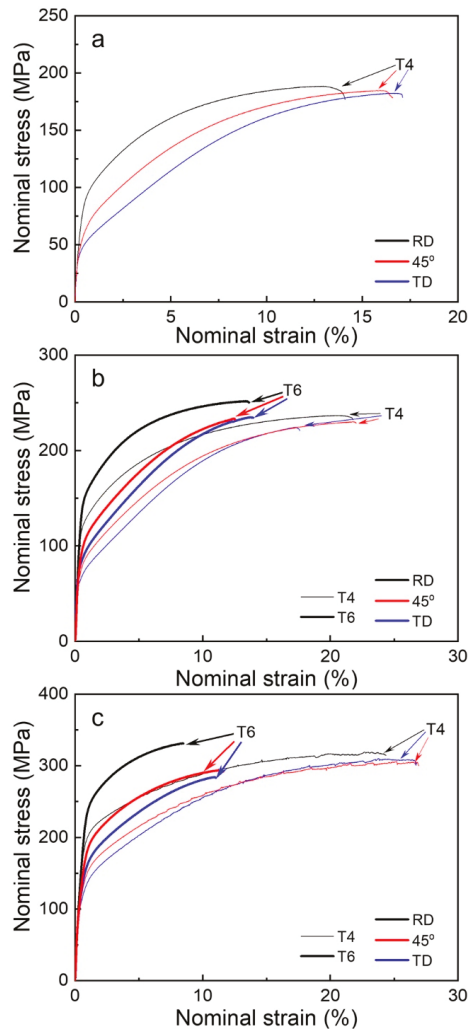 a
T4
250
200
150
100
50
0
Nominal stress (MPa)
RD
45º
TD
0 5 10 15 20
Nominal strain (%)
b
T6
T4
300
200
100
0
Nominal stress (MPa)
T4
T6
RD
45º
TD
0 10 20 30
Nominal strain (%)
c
T6
T4
400
300
200
100
0
Nominal stress (MPa)
T4
T6
RD
45º
TD
0 10 20 30
Nominal strain (%)